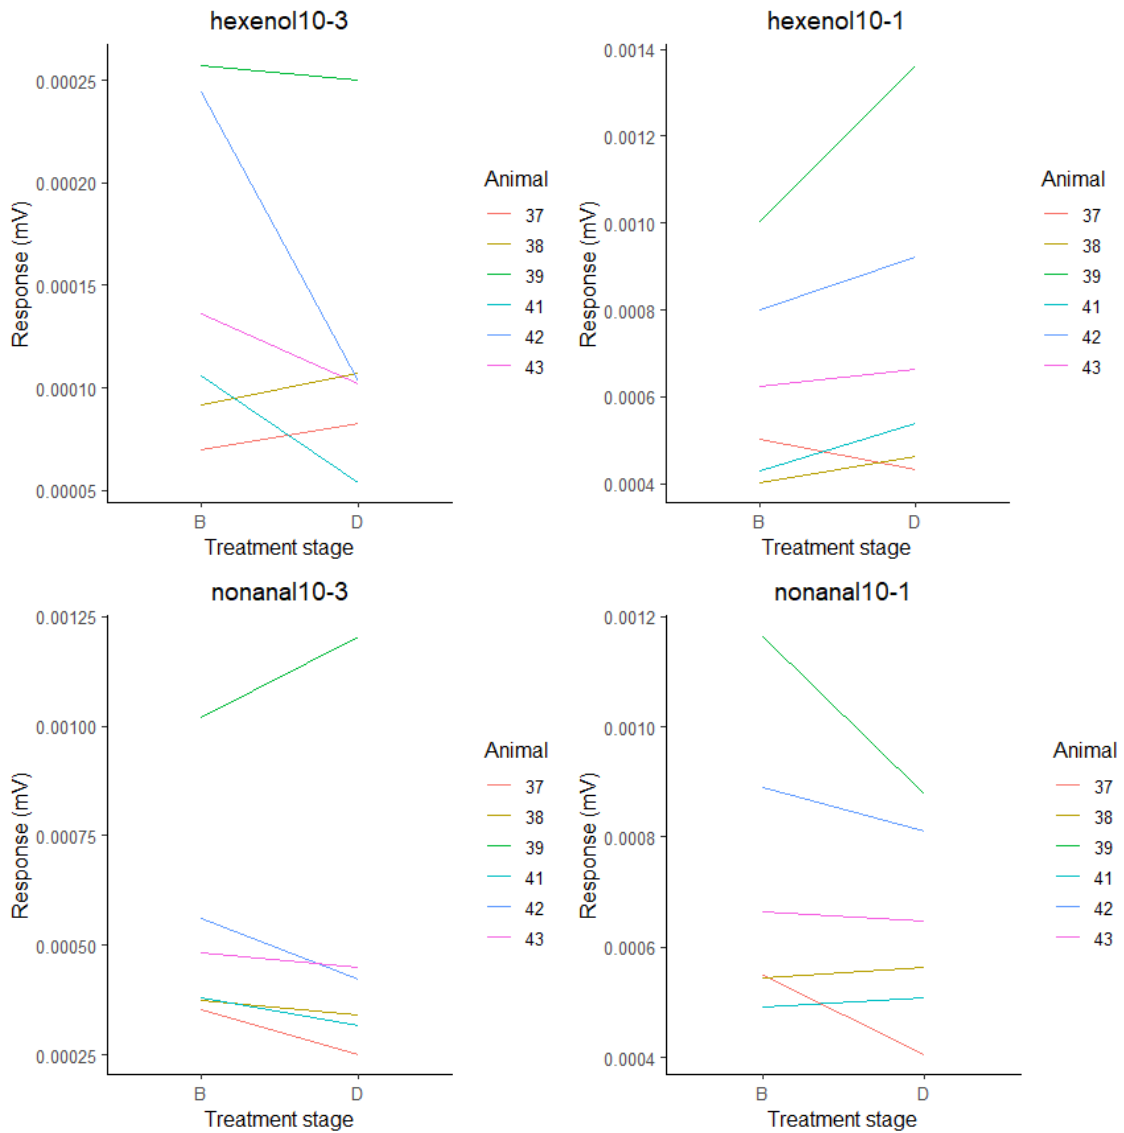 hexenol10-3
Response (mV)
0.00025
0.00020
0.00015
0.00010
0.00005
B
D
Treatment stage
Animal
37
38
39
41
42
43
hexenol10-1
Response (mV)
0.0014
0.0012
0.0010
0.0008
0.0006
0.0004
B
D
Treatment stage
Animal
37
38
39
41
42
43
nonanal10-3
Response (mV)
0.00125
0.00100
0.00075
0.00050
0.00025
B
D
Treatment stage
Animal
37
38
39
41
42
43
nonanal10-1
Response (mV)
0.0012
0.0010
0.0008
0.0006
0.0004
B
D
Treatment stage
Animal
37
38
39
41
42
43